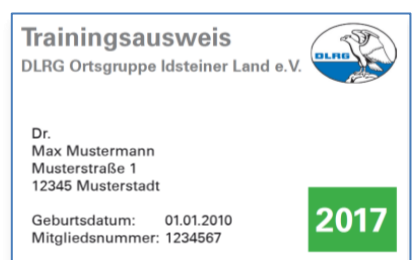 Trainingsausweis
DLRG Ortsgruppe Idsteiner Land e.V.
DLRG
Dr.
Max Mustermann
Musterstraße 1
12345 Musterstadt
Geburtsdatum: 01.01.2010
Mitgliedsnummer: 1234567
2017